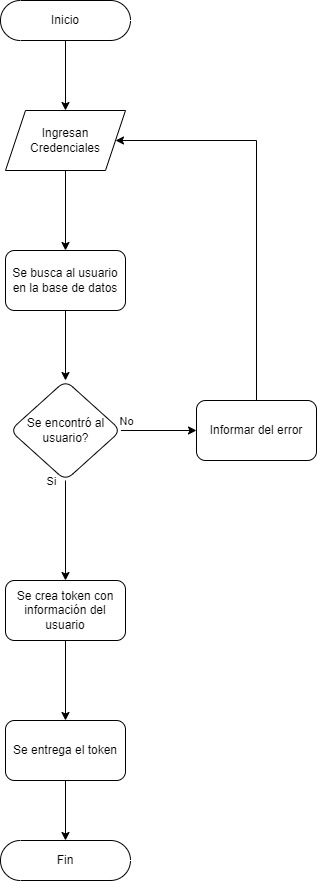 Inicio
Ingresan
Credenciales
Se busca al usuario
en la base de datos
Se encontró al
usuario?
No
Informar del error
Si
Se crea token con
información del
usuario
Se entrega el token
Fin